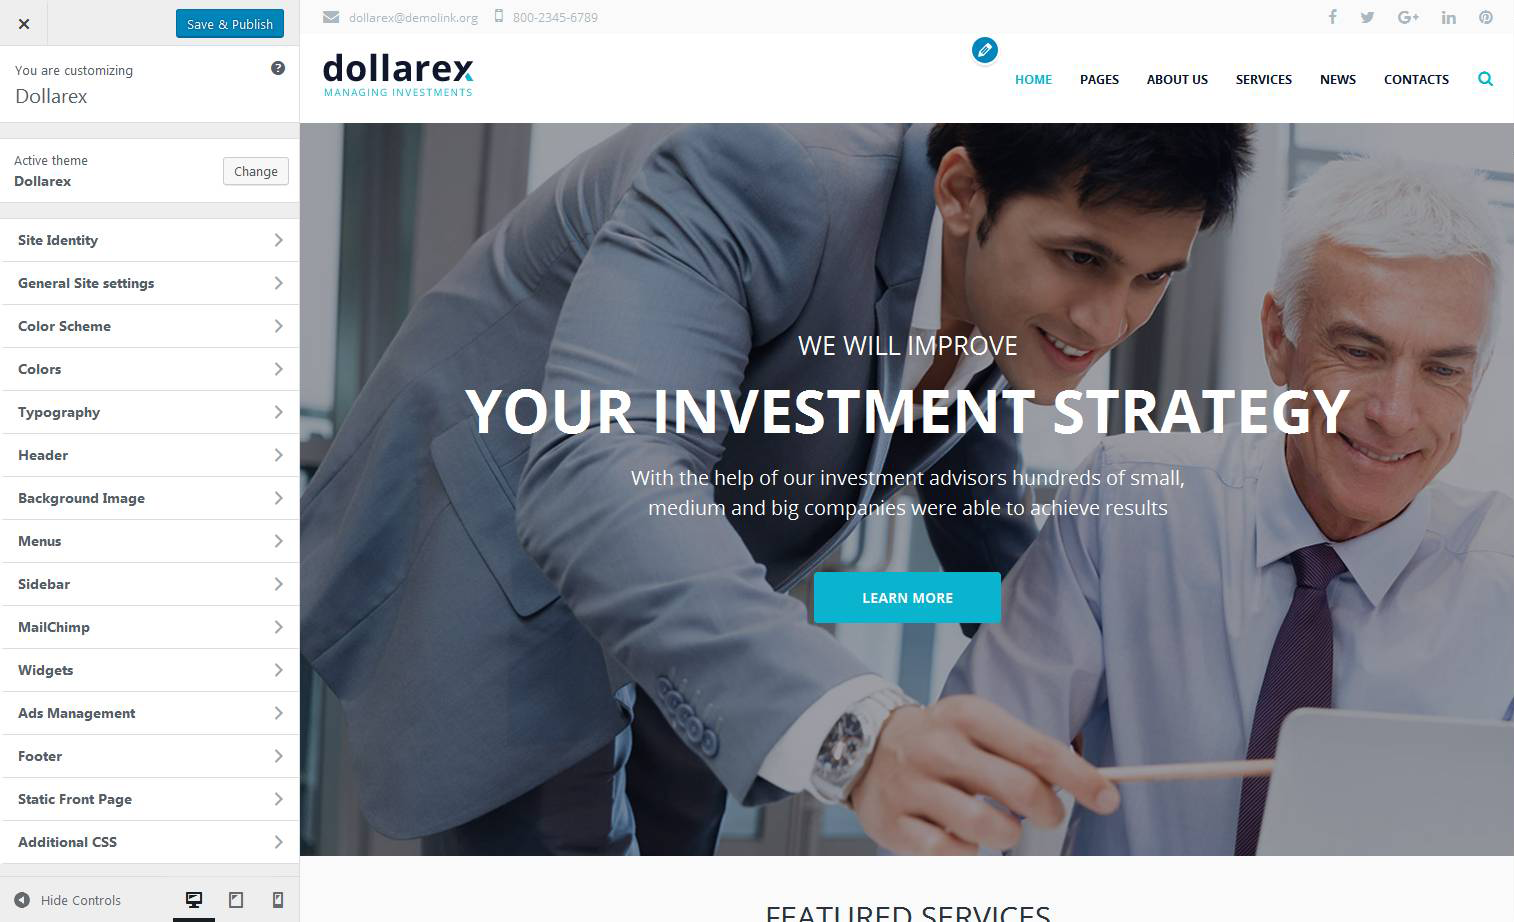 Save & Publish
You are customizing
Dollarex
Active theme
Dollarex
Change
Site Identity
General Site settings
Color Scheme
Colors
Typography
Header
Background Image
Menus
Sidebar
MailChimp
Widgets
Ads Management
Footer
Static Front Page
Additional CSS
Hide Controls
dollarex@demolink.org 800-2345-6789
dollarex
MANAGING INVESTMENTS
HOME PAGES ABOUT US SERVICES NEWS CONTACTS
WE WILL IMPROVE
YOUR INVESTMENT STRATEGY
With the help of our investment advisors hundreds of small,
medium and big companies were able to achieve results
LEARN MORE
FEATURED SERVICES